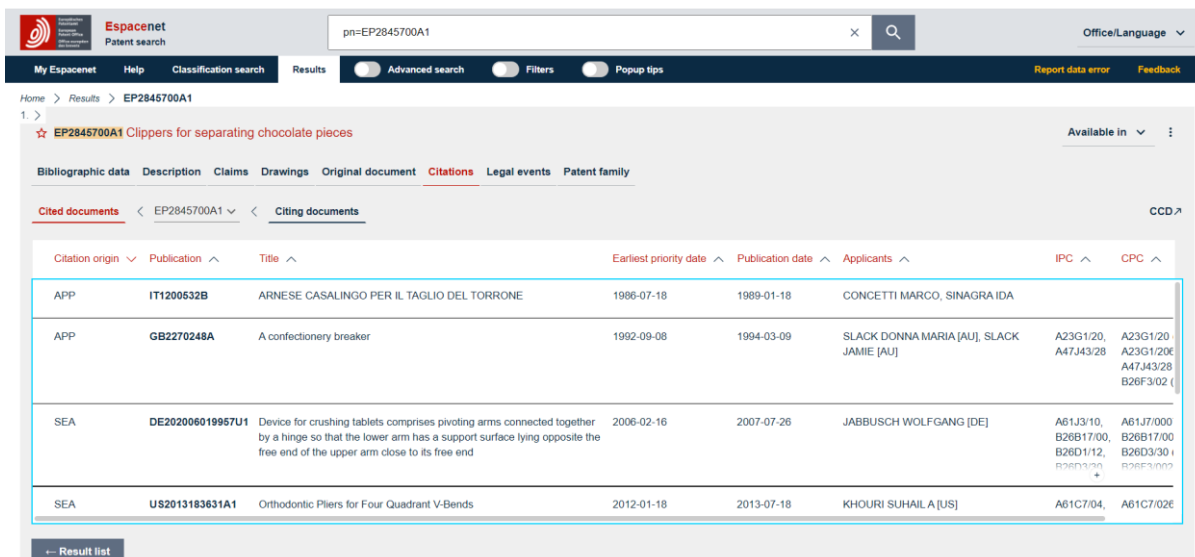 Espacenet
Patent search
pn=EP2845700A1
Office/Language
My Espacenet Help Classification search Results Advanced search Filters Popup tips Report data error Feedback
Home > Results > EP2845700A1
1. >
EP2845700A1 Clippers for separating chocolate pieces
Available in
Bibliographic data Description Claims Drawings Original document Citations Legal events Patent family
Cited documents < EP2845700A1 < Citing documents CCD
Citation origin Publication Title Earliest priority date Publication date Applicants IPC CPC
APP IT1200532B ARNESE CASALINGO PER IL TAGLIO DEL TORRONE 1986-07-18 1989-01-18 CONCETTI MARCO, SINAGRA IDA
APP GB2270248A A confectionery breaker 1992-09-08 1994-03-09 SLACK DONNA MARIA [AU], SLACK A23G1/20, A23G1/20
JAMIE [AU] A47J43/28 A23G1/206
A47J43/28
B26F3/02 (
SEA DE202006019957U1 Device for crushing tablets comprises pivoting arms connected together 2006-02-16 2007-07-26 JABBUSCH WOLFGANG [DE] A61J3/10, A61J7/000
by a hinge so that the lower arm has a support surface lying opposite the B26B17/00, B26B17/00
free end of the upper arm close to its free end B26D1/12, B26D3/30
B26D3/30 B26F3/002
+
SEA US2013183631A1 Orthodontic Pliers for Four Quadrant V-Bends 2012-01-18 2013-07-18 KHOURI SUHAIL A [US] A61C7/04, A61C7/026
← Result list